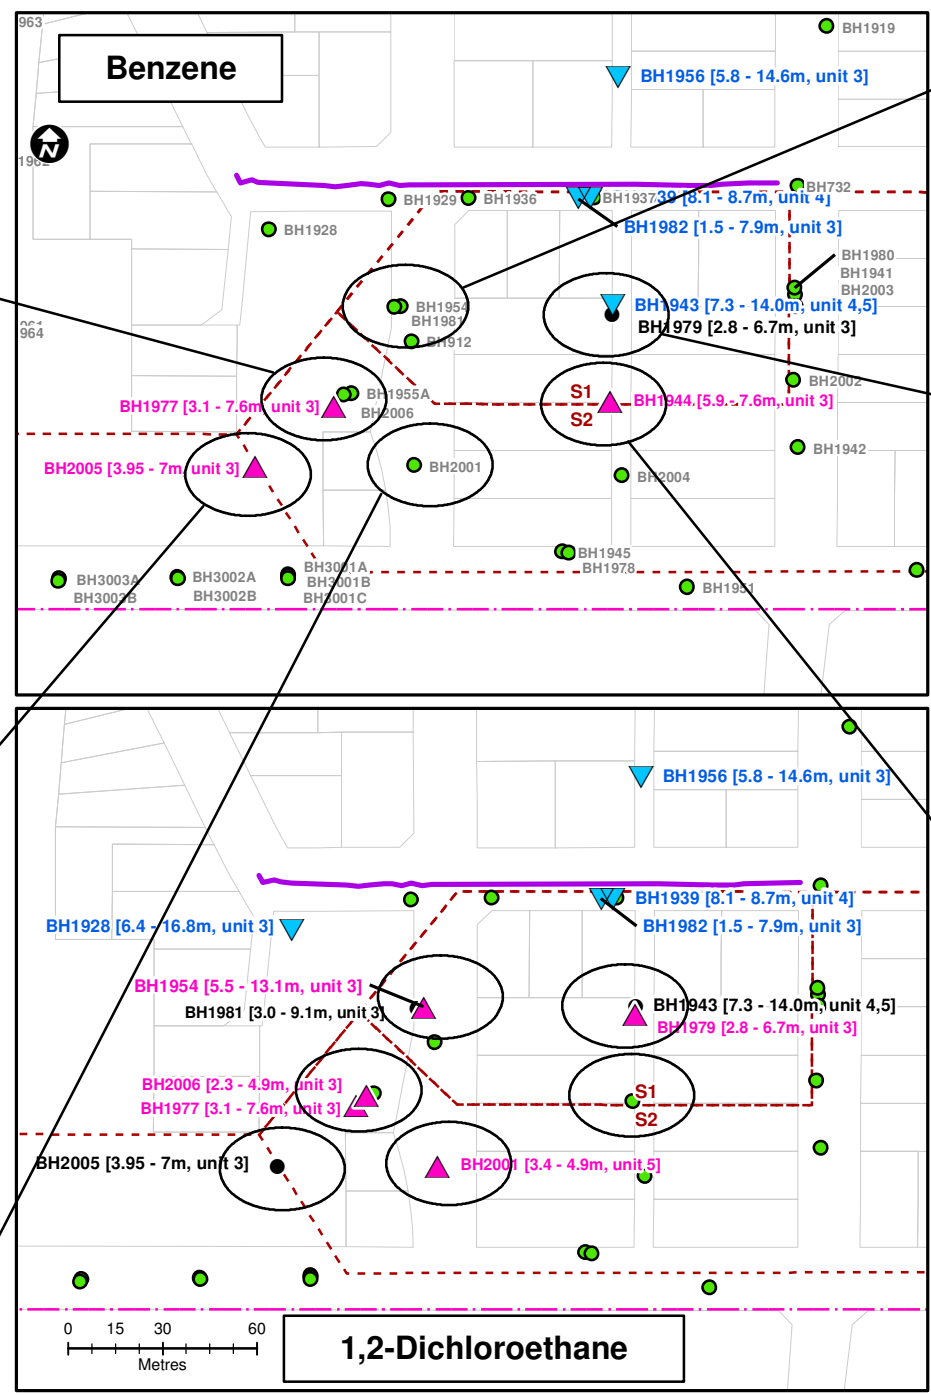 963
BH1919
Benzene
BH1956 [5.8 - 14.6m, unit 3]
N
1962
BH732
BH1929
BH1936
BH1937
39 [8.1 - 8.7m, unit 4]
BH1928
BH1982 [1.5 - 7.9m, unit 3]
BH1980
BH1941
BH2003
BH1954
BH1981
BH1943 [7.3 - 14.0m, unit 4,5]
BH1979 [2.8 - 6.7m, unit 3]
961
964
BH1912
BH2002
BH1955A
S1
BH1977 [3.1 - 7.6m, unit 3]
BH2006
BH1944 [5.9 - 7.6m, unit 3]
S2
BH1942
BH2005 [3.95 - 7m, unit 3]
BH2001
BH2004
BH1945
BH1978
BH3001A
BH3003A
BH3002A
BH3001B
BH3003B
BH3002B
BH3001C
BH1951
BH1956 [5.8 - 14.6m, unit 3]
BH1939 [8.1 - 8.7m, unit 4]
BH1928 [6.4 - 16.8m, unit 3]
BH1982 [1.5 - 7.9m, unit 3]
BH1954 [5.5 - 13.1m, unit 3]
BH1981 [3.0 - 9.1m, unit 3]
BH1943 [7.3 - 14.0m, unit 4,5]
BH1979 [2.8 - 6.7m, unit 3]
BH2006 [2.3 - 4.9m, unit 3]
BH1977 [3.1 - 7.6m, unit 3]
S1
S2
BH2005 [3.95 - 7m, unit 3]
BH2001 [3.4 - 4.9m, unit 5]
0 15 30 60
Metres
1,2-Dichloroethane